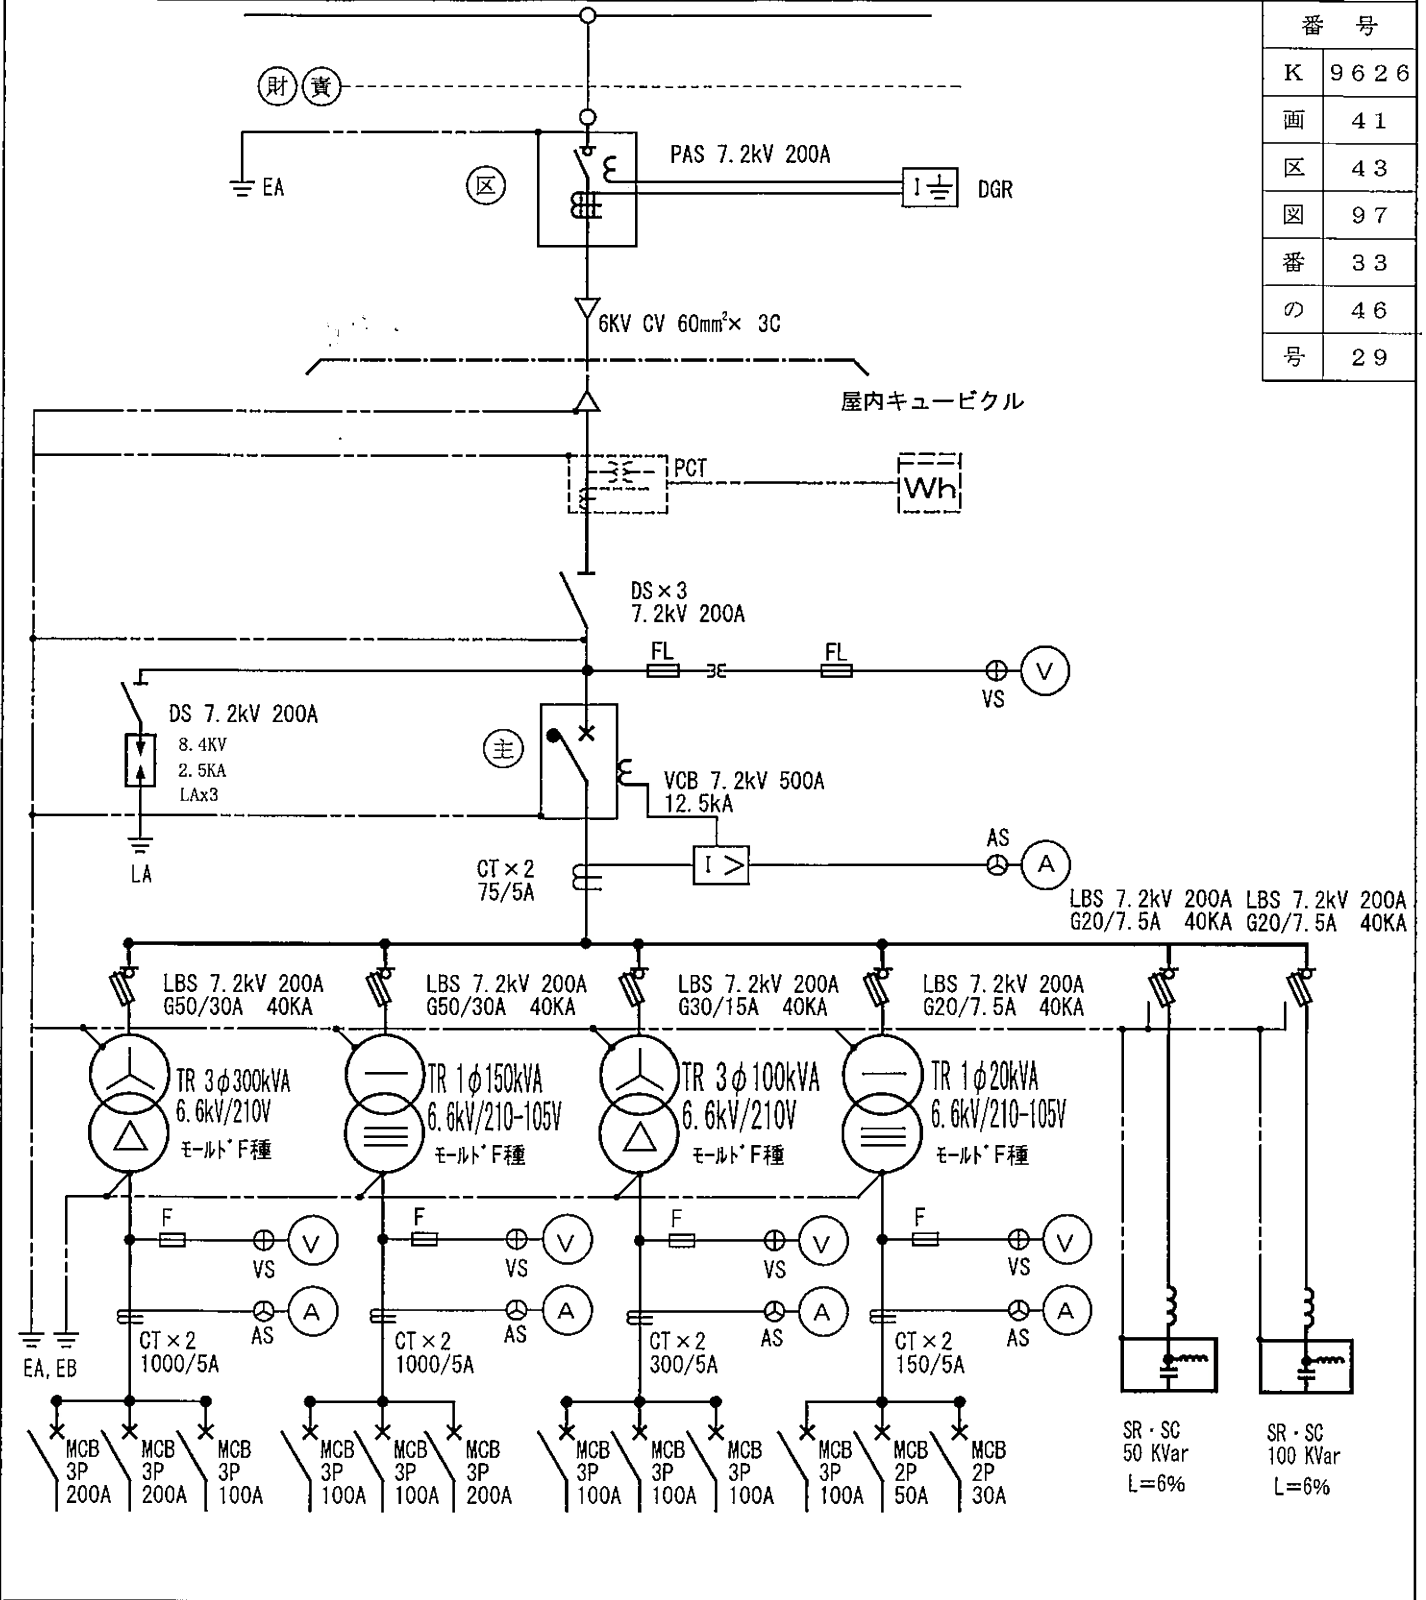 番 号
K 9626
画 41
区 43
図 97
番 33
の 46
号 29
財 責
PAS 7.2kV 200A
EA
区
I
DGR
6KV CV 60mm²× 3C
屋内キュービクル
PCT
Wh
DS×3
7.2kV 200A
FL
FL
V
VS
DS 7.2kV 200A
8.4KV
2.5KA
LAx3
LA
主
VCB 7.2kV 500A
12.5kA
CT×2
75/5A
I >
AS
A
LBS 7.2kV 200A
G20/7.5A 40KA
LBS 7.2kV 200A
G20/7.5A 40KA
LBS 7.2kV 200A
G50/30A 40KA
LBS 7.2kV 200A
G50/30A 40KA
LBS 7.2kV 200A
G30/15A 40KA
LBS 7.2kV 200A
G20/7.5A 40KA
TR 3φ300kVA
6.6kV/210V
モールド F種
TR 1φ150kVA
6.6kV/210-105V
モールド F種
TR 3φ100kVA
6.6kV/210V
モールド F種
TR 1φ20kVA
6.6kV/210-105V
モールド F種
F
VS
V
F
VS
V
F
VS
V
F
VS
V
AS
A
AS
A
AS
A
AS
A
EA, EB
CT×2
1000/5A
CT×2
1000/5A
CT×2
300/5A
CT×2
150/5A
MCB
3P
200A
MCB
3P
200A
MCB
3P
100A
MCB
3P
100A
MCB
3P
100A
MCB
3P
200A
MCB
3P
100A
MCB
3P
100A
MCB
3P
100A
MCB
3P
100A
MCB
2P
50A
MCB
2P
30A
SR・SC
50 KVar
L=6%
SR・SC
100 KVar
L=6%